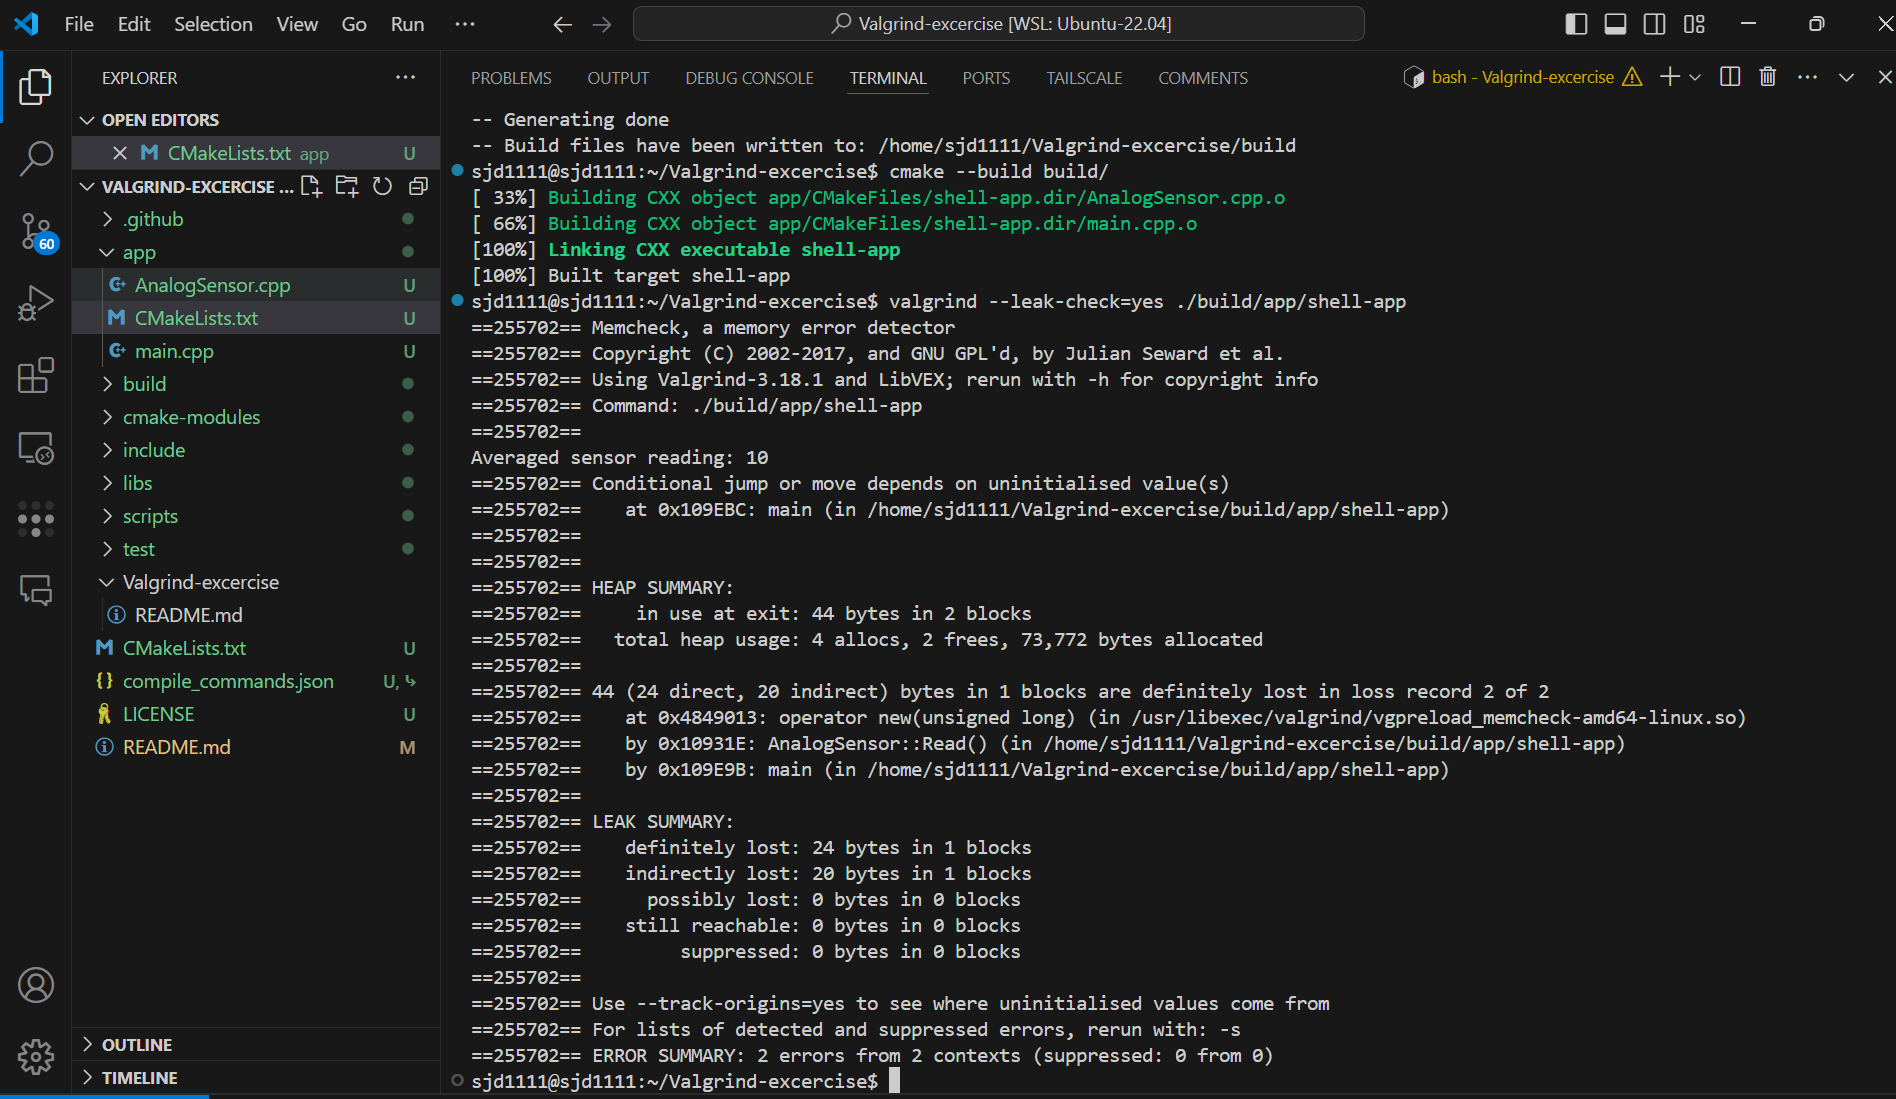 File Edit Selection View Go Run ···
Valgrind-excercise [WSL: Ubuntu-22.04]
EXPLORER ···
OPEN EDITORS
CMakeLists.txt app U
VALGRIND-EXCERCISE ...
60
.github
app
AnalogSensor.cpp U
CMakeLists.txt U
main.cpp U
build
cmake-modules
include
libs
scripts
test
Valgrind-excercise
README.md
CMakeLists.txt U
{} compile_commands.json U,
LICENSE U
README.md M
OUTLINE
TIMELINE
PROBLEMS OUTPUT DEBUG CONSOLE TERMINAL PORTS TAILSCALE COMMENTS
bash - Valgrind-excercise
-- Generating done
-- Build files have been written to: /home/sjd1111/Valgrind-excercise/build
sjd1111@sjd1111:~/Valgrind-excercise$ cmake --build build/
[ 33%] Building CXX object app/CMakeFiles/shell-app.dir/AnalogSensor.cpp.o
[ 66%] Building CXX object app/CMakeFiles/shell-app.dir/main.cpp.o
[100%] Linking CXX executable shell-app
[100%] Built target shell-app
sjd1111@sjd1111:~/Valgrind-excercise$ valgrind --leak-check=yes ./build/app/shell-app
==255702== Memcheck, a memory error detector
==255702== Copyright (C) 2002-2017, and GNU GPL'd, by Julian Seward et al.
==255702== Using Valgrind-3.18.1 and LibVEX; rerun with -h for copyright info
==255702== Command: ./build/app/shell-app
==255702==
Averaged sensor reading: 10
==255702== Conditional jump or move depends on uninitialised value(s)
==255702==    at 0x109EBC: main (in /home/sjd1111/Valgrind-excercise/build/app/shell-app)
==255702==
==255702==
==255702== HEAP SUMMARY:
==255702==     in use at exit: 44 bytes in 2 blocks
==255702==   total heap usage: 4 allocs, 2 frees, 73,772 bytes allocated
==255702==
==255702== 44 (24 direct, 20 indirect) bytes in 1 blocks are definitely lost in loss record 2 of 2
==255702==    at 0x4849013: operator new(unsigned long) (in /usr/libexec/valgrind/vgpreload_memcheck-amd64-linux.so)
==255702==    by 0x10931E: AnalogSensor::Read() (in /home/sjd1111/Valgrind-excercise/build/app/shell-app)
==255702==    by 0x109E9B: main (in /home/sjd1111/Valgrind-excercise/build/app/shell-app)
==255702==
==255702== LEAK SUMMARY:
==255702==    definitely lost: 24 bytes in 1 blocks
==255702==    indirectly lost: 20 bytes in 1 blocks
==255702==      possibly lost: 0 bytes in 0 blocks
==255702==    still reachable: 0 bytes in 0 blocks
==255702==         suppressed: 0 bytes in 0 blocks
==255702==
==255702== Use --track-origins=yes to see where uninitialised values come from
==255702== For lists of detected and suppressed errors, rerun with: -s
==255702== ERROR SUMMARY: 2 errors from 2 contexts (suppressed: 0 from 0)
sjd1111@sjd1111:~/Valgrind-excercise$